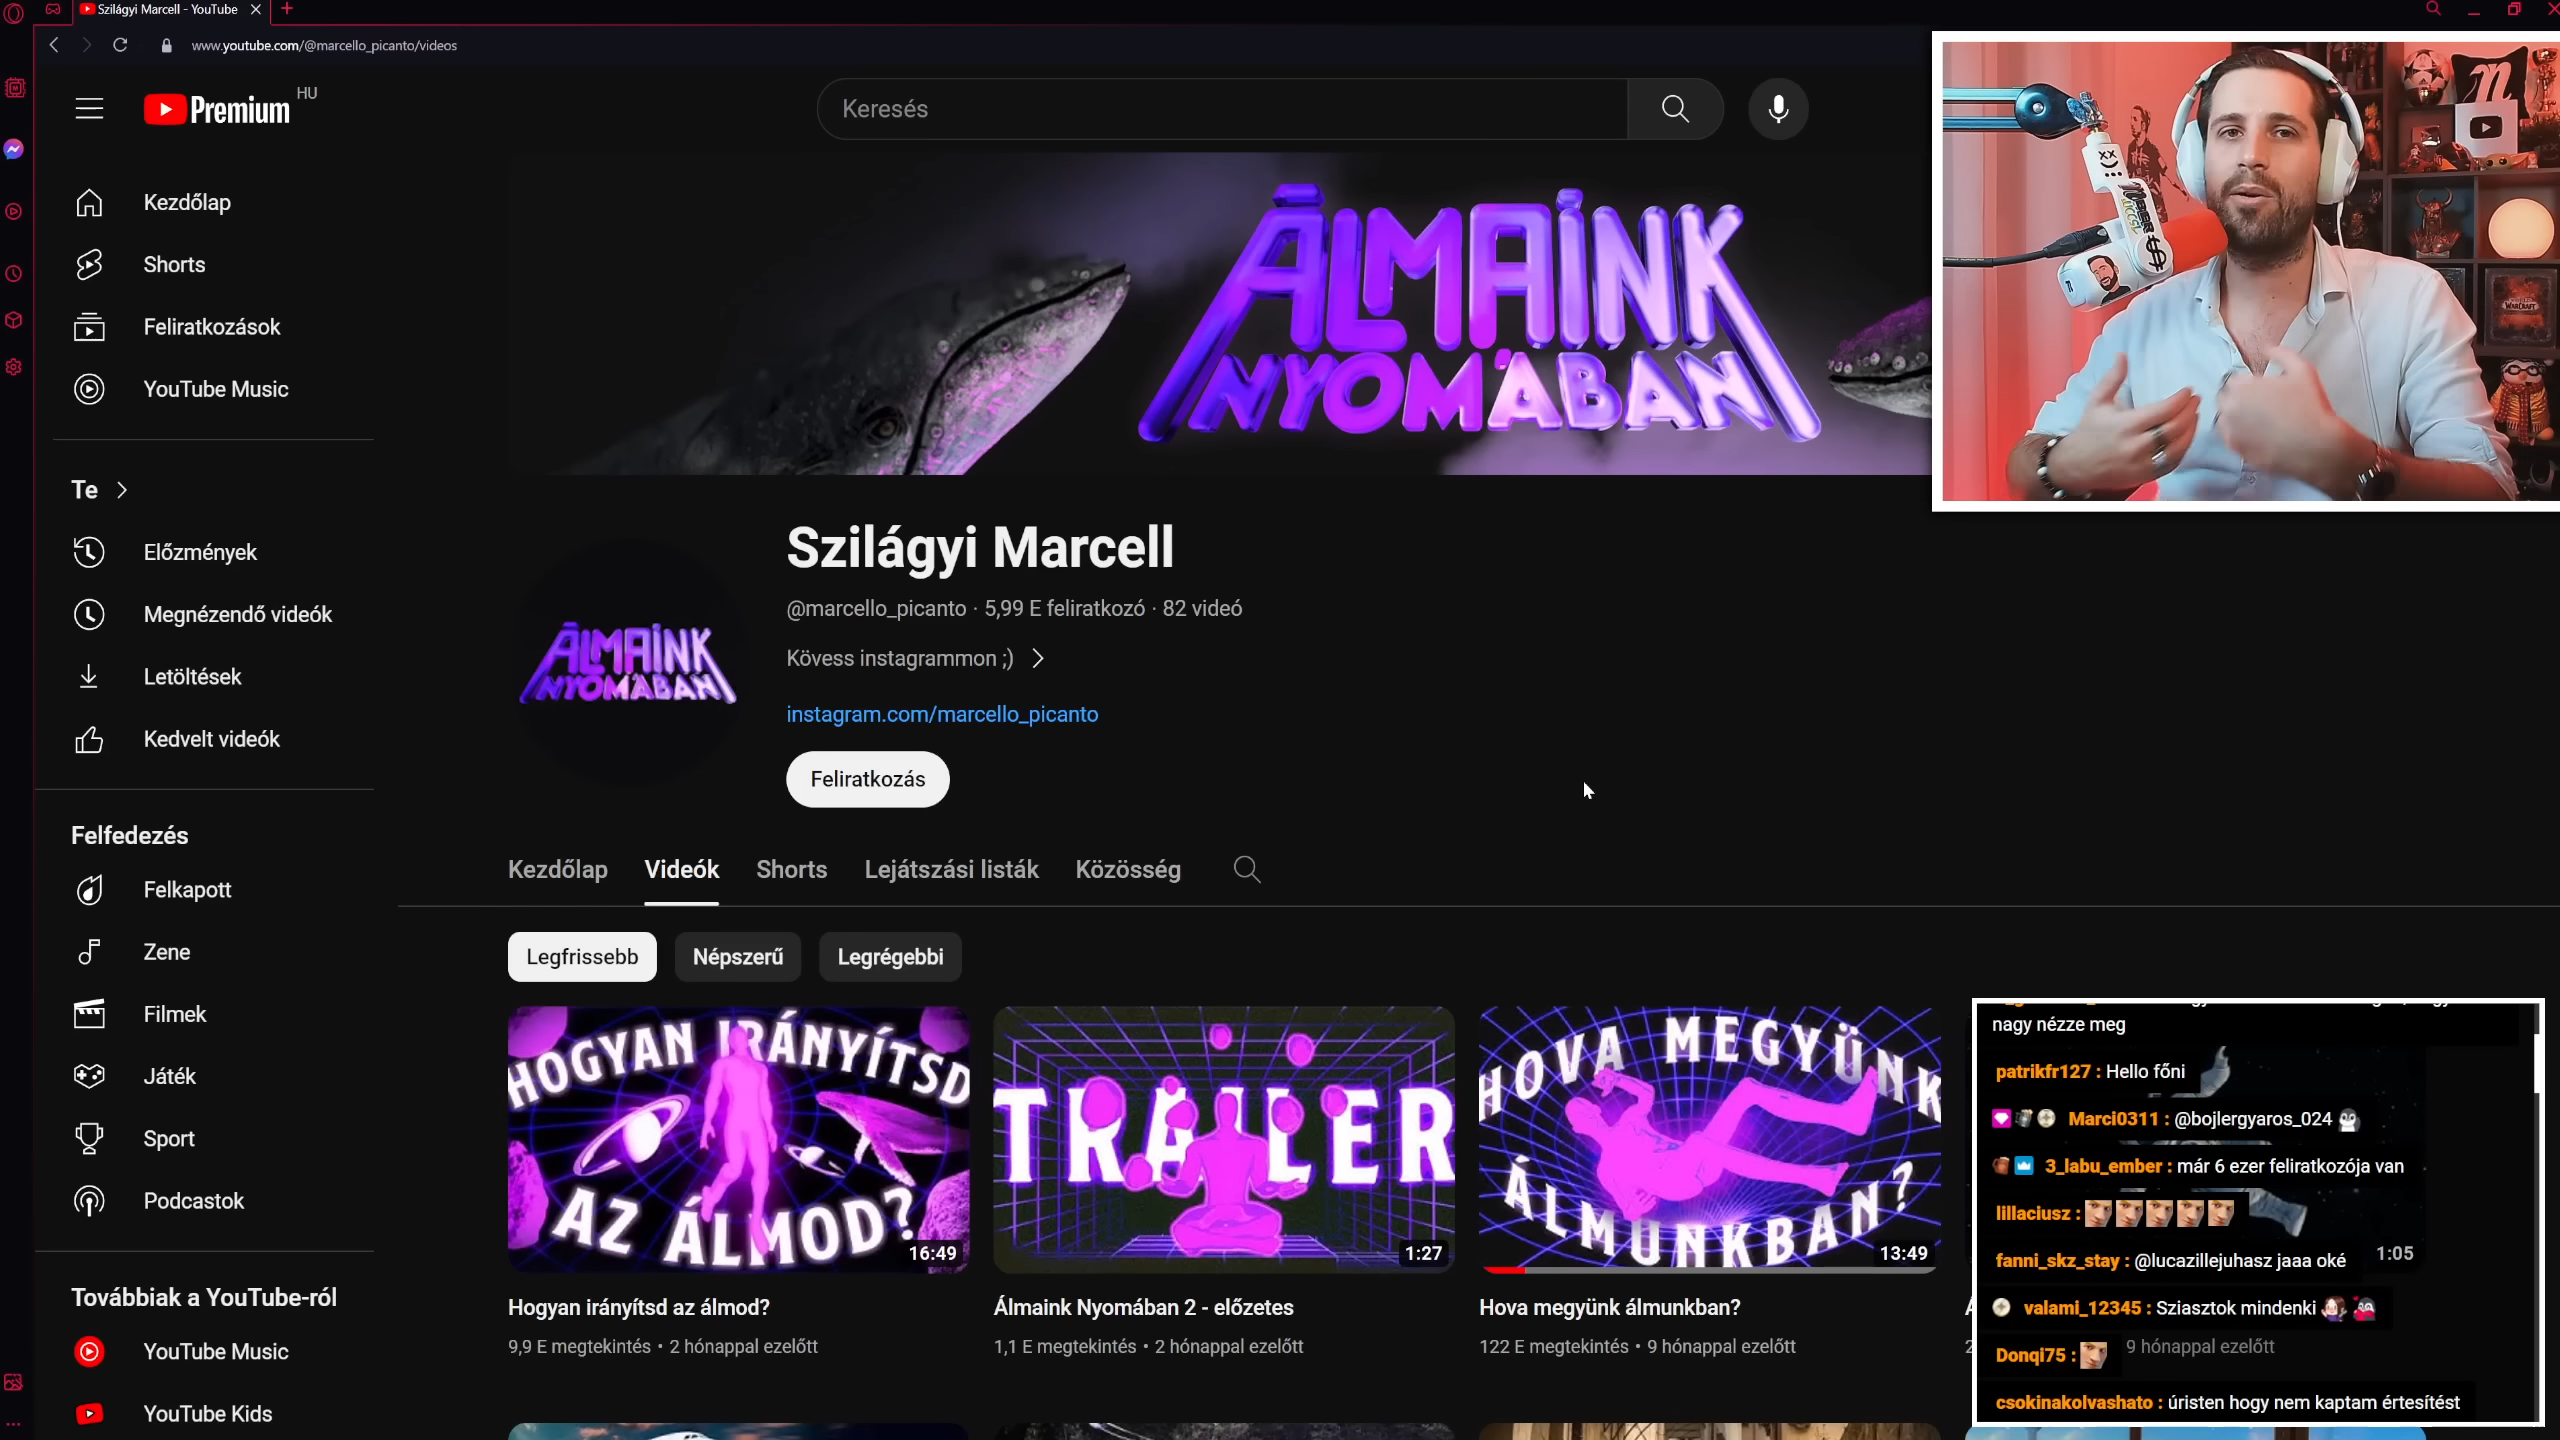 Szilágyi Marcell - YouTube
www.youtube.com/@marcello_picanto/videos
Premium HU
Keresés
Kezdőlap
Shorts
Feliratkozások
YouTube Music
Te
Előzmények
Megnézendő videók
Letöltések
Kedvelt videók
Felfedezés
Felkapott
Zene
Filmek
Játék
Sport
Podcastok
Továbbiak a YouTube-ról
YouTube Music
YouTube Kids
ÁLMAINK
NYOMÁBAN
ÁLMAINK
NYOMÁBAN
Szilágyi Marcell
@marcello_picanto · 5,99 E feliratkozó · 82 videó
Kövess instagrammon ;)
instagram.com/marcello_picanto
Feliratkozás
Kezdőlap Videók Shorts Lejátszási listák Közösség
Legfrissebb Népszerű Legrégebbi
HOGYAN IRÁNYÍTSD
AZ ÁLMOD?
16:49
Hogyan irányítsd az álmod?
9,9 E megtekintés • 2 hónappal ezelőtt
TRAILER
1:27
Álmaink Nyomában 2 - előzetes
1,1 E megtekintés • 2 hónappal ezelőtt
HOVA MEGYÜNK
ÁLMUNKBAN?
13:49
Hova megyünk álmunkban?
122 E megtekintés • 9 hónappal ezelőtt
1:05
9 hónappal ezelőtt
nagy nézze meg
patrikfr127 : Hello főni
Marci0311 : @bojlergyaros_024
3_labu_ember : már 6 ezer feliratkozója van
lillaciusz :
fanni_skz_stay : @lucazillejuhasz jaaa oké
valami_12345 : Sziasztok mindenki
Donqi75 :
csokinakolvashato : úristen hogy nem kaptam értesítést